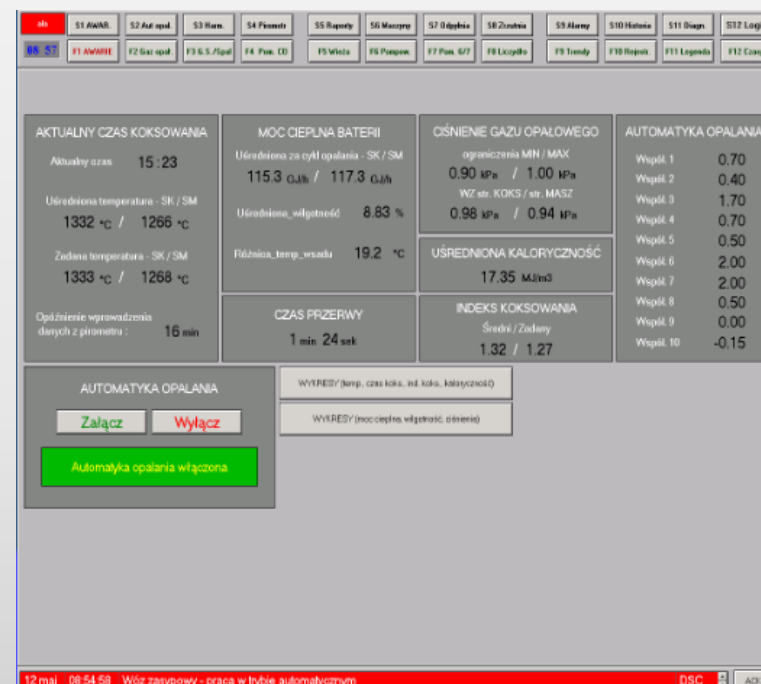 ala S1 AWAR. S2 Aut opal. S3 Harm. S4 Pirometr S5 Raporty S6 Maszyny S7 Odpylnia S8 Zrzutnia S9 Alarmy S10 Historia S11 Diagn. S12 Logi
08 57 F1 AWARIE F2 Gaz opał. F3 G.S./Spal F4 Pom. CO F5 Wieża F6 Pompow. F7 Pom. 6/7 F8 Liczydło F9 Trendy F10 Rejestr. F11 Legenda F12 Czas
AKTUALNY CZAS KOKSOWANIA
Aktualny czas 15:23
Uśredniona temperatura - SK / SM
1332 °C / 1266 °C
Zadana temperatura - SK / SM
1333 °C / 1268 °C
Opóźnienie wprowadzenia
danych z pirometru : 16 min
MOC CIEPLNA BATERII
Uśredniona za cykl opalania - SK / SM
115.3 GJ/h / 117.3 GJ/h
Uśredniona_wilgotność 8.83 %
Różnica_temp_wsadu 19.2 °C
CZAS PRZERWY
1 min 24 sek
CIŚNIENIE GAZU OPAŁOWEGO
ograniczenia MIN / MAX
0.90 kPa / 1.00 kPa
WZ str. KOKS / str. MASZ
0.98 kPa / 0.94 kPa
UŚREDNIONA KALORYCZNOŚĆ
17.35 MJ/m3
INDEKS KOKSOWANIA
Średni / Zadany
1.32 / 1.27
AUTOMATYKA OPALANIA
Współ. 1 0.70
Współ. 2 0.40
Współ. 3 1.70
Współ. 4 0.70
Współ. 5 0.50
Współ. 6 2.00
Współ. 7 2.00
Współ. 8 0.50
Współ. 9 0.00
Współ. 10 -0.15
AUTOMATYKA OPALANIA
Załącz Wyłącz
Automatyka opalania włączona
WYKRESY (temp., czas koks., ind. koks., kaloryczność)
WYKRESY (moc cieplna, wilgotność, ciśnienie)
12 maj 08:54:58 Wóz zasypowy - praca w trybie automatycznym DSC ACK